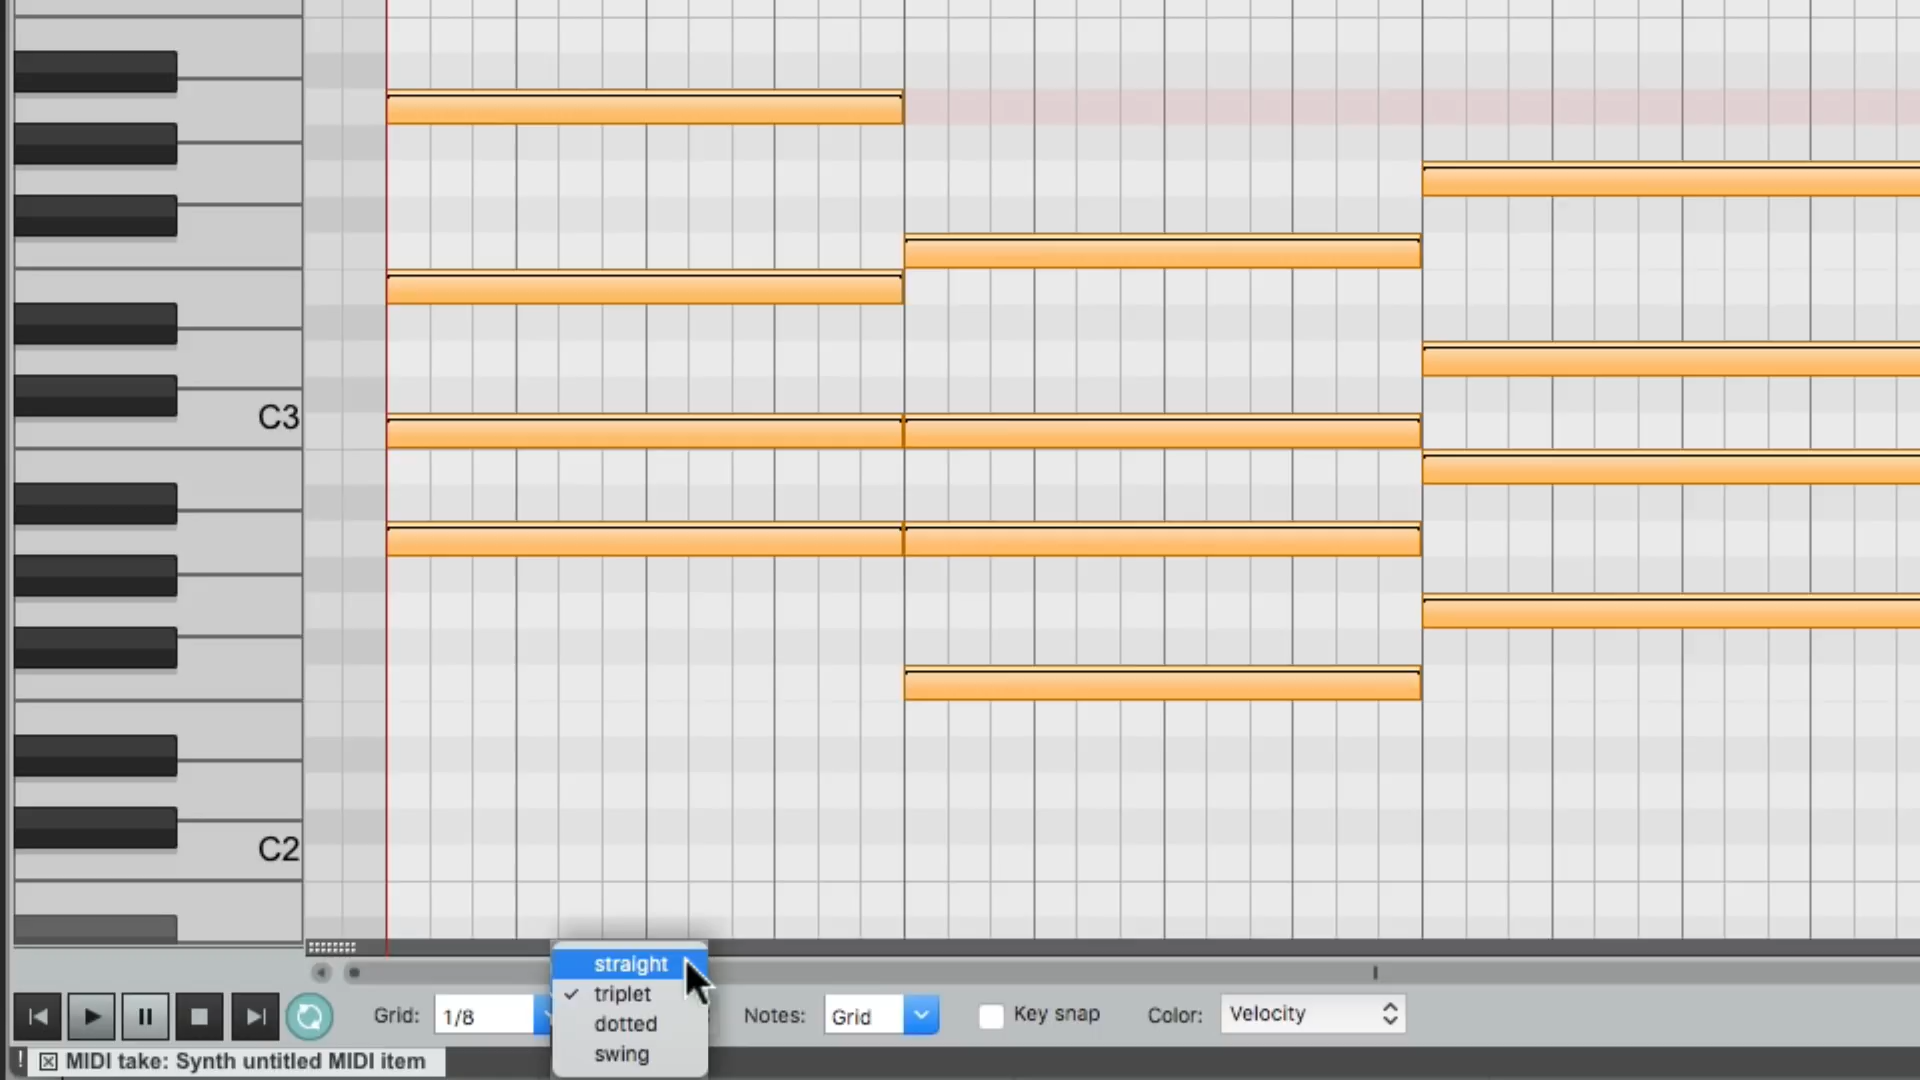 C3
C2
straight
✓ triplet
dotted
swing
Grid: 1/8
Notes: Grid
Key snap
Color: Velocity
! MIDI take: Synth untitled MIDI item